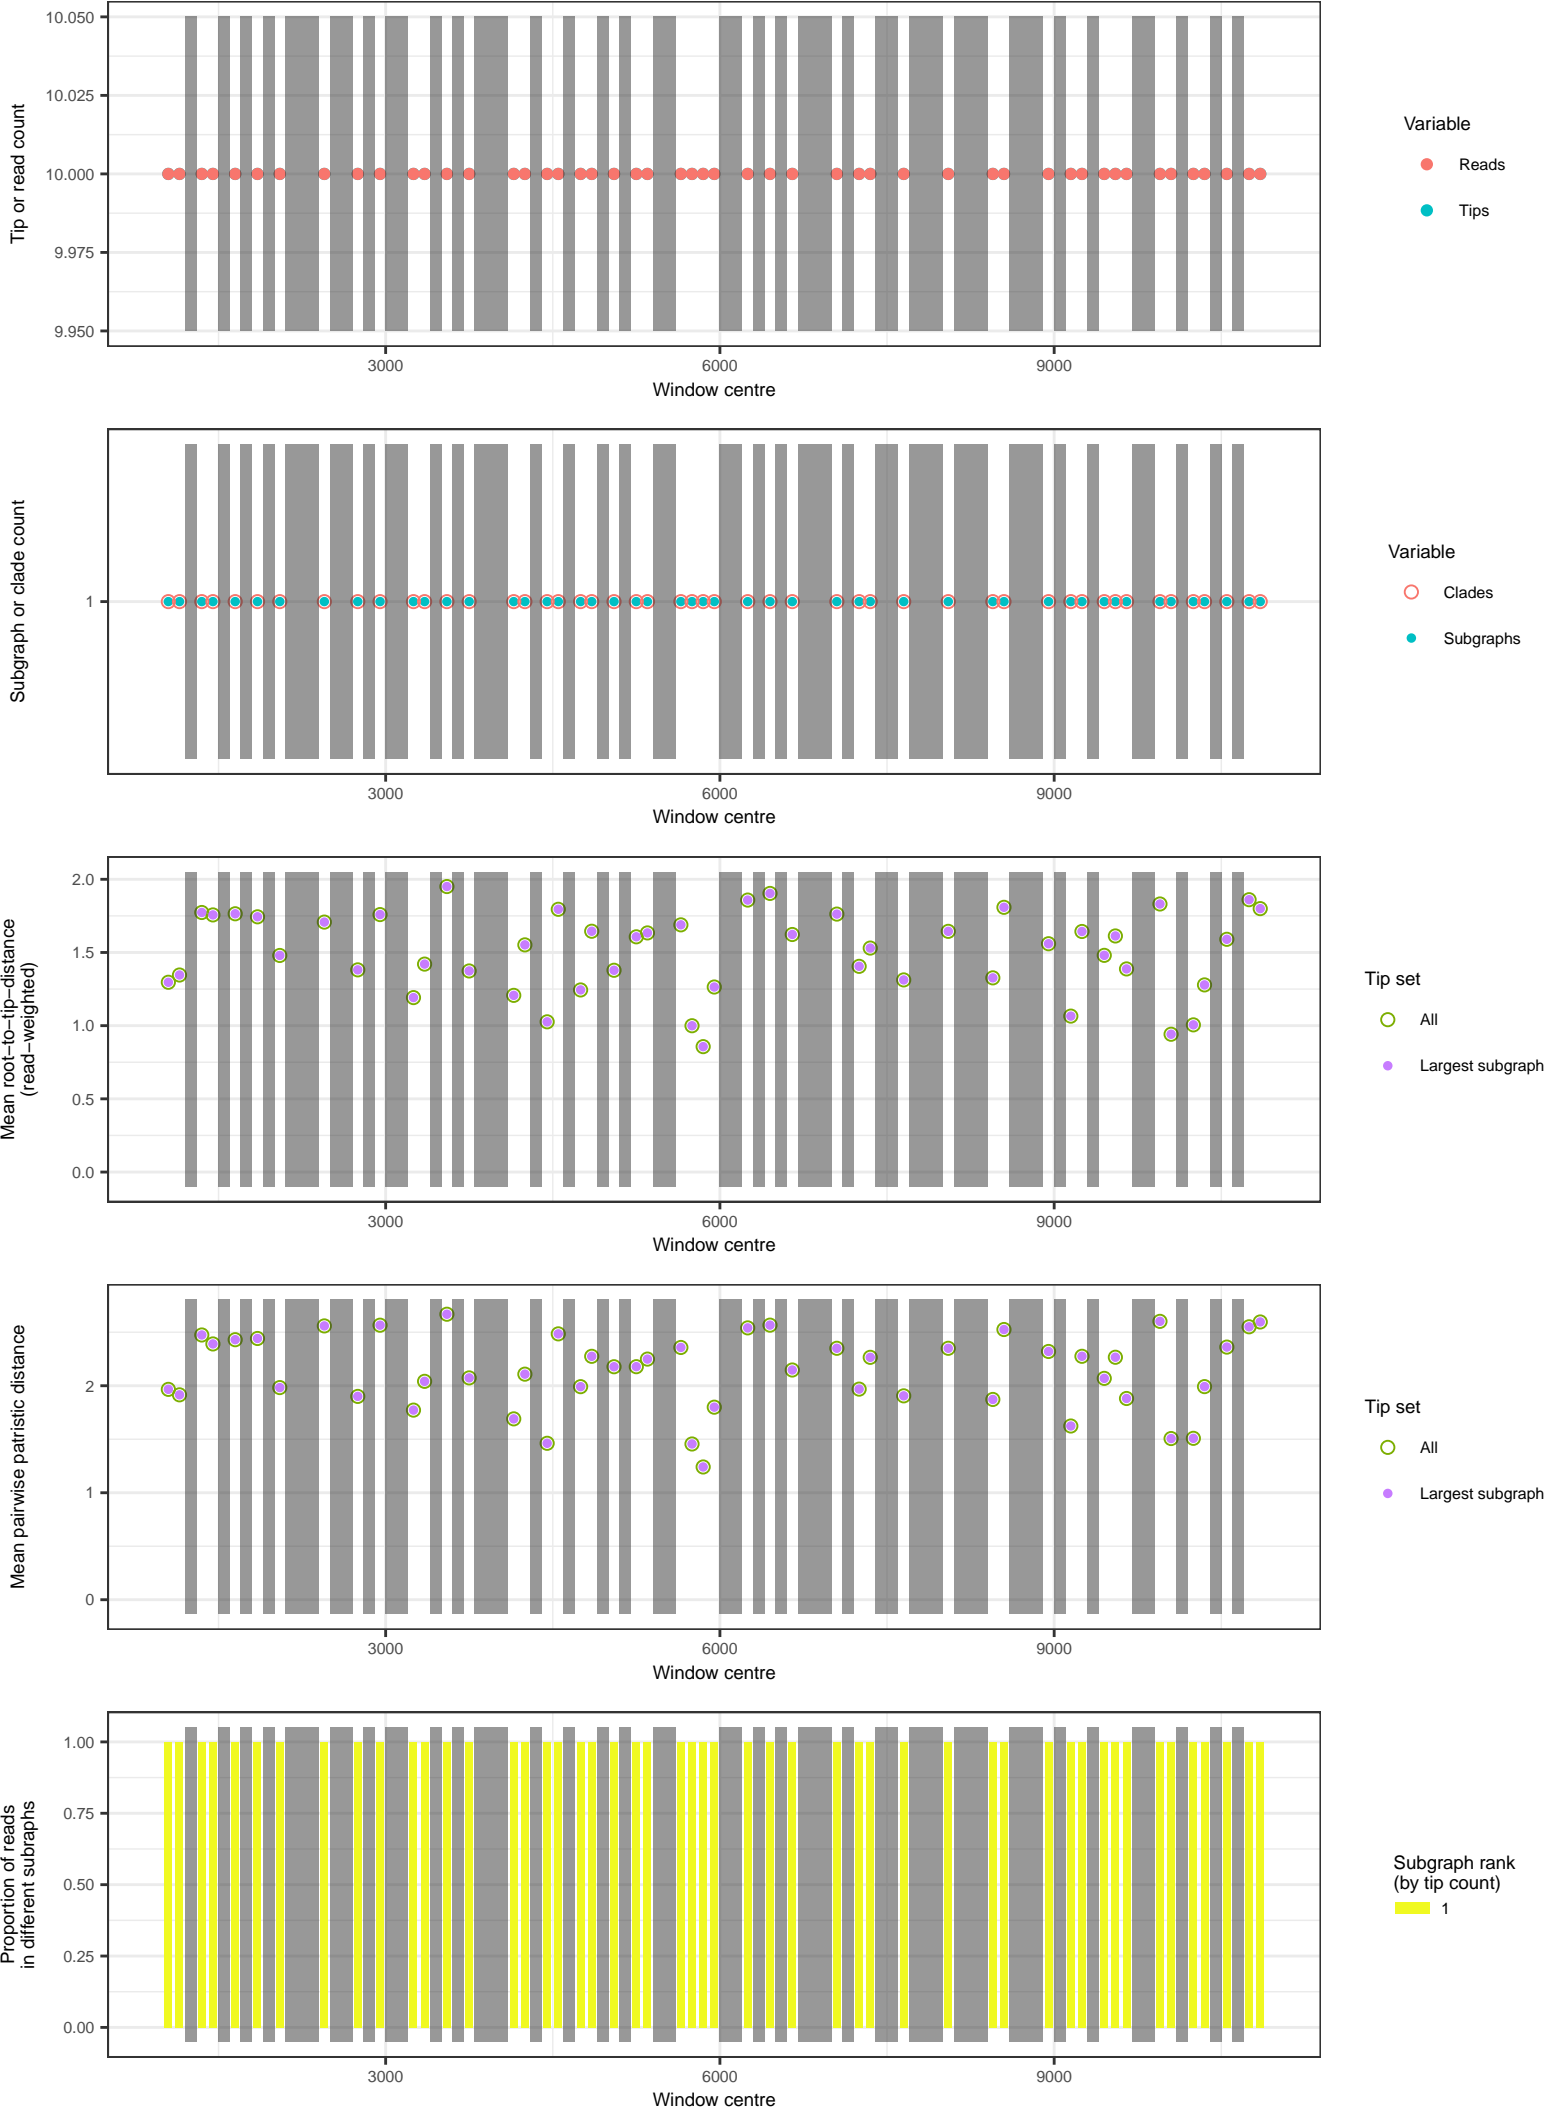 10.050
10.025
10.000
9.975
9.950
Tip or read count
3000
6000
9000
Window centre
Variable
Reads
Tips
1
Subgraph or clade count
3000
6000
9000
Window centre
Variable
Clades
Subgraphs
2.0
1.5
1.0
0.5
0.0
Mean root−to−tip−distance
(read−weighted)
3000
6000
9000
Window centre
Tip set
All
Largest subgraph
2
1
0
Mean pairwise patristic distance
3000
6000
9000
Window centre
Tip set
All
Largest subgraph
1.00
0.75
0.50
0.25
0.00
Proportion of reads
in different subraphs
3000
6000
9000
Window centre
Subgraph rank
(by tip count)
1